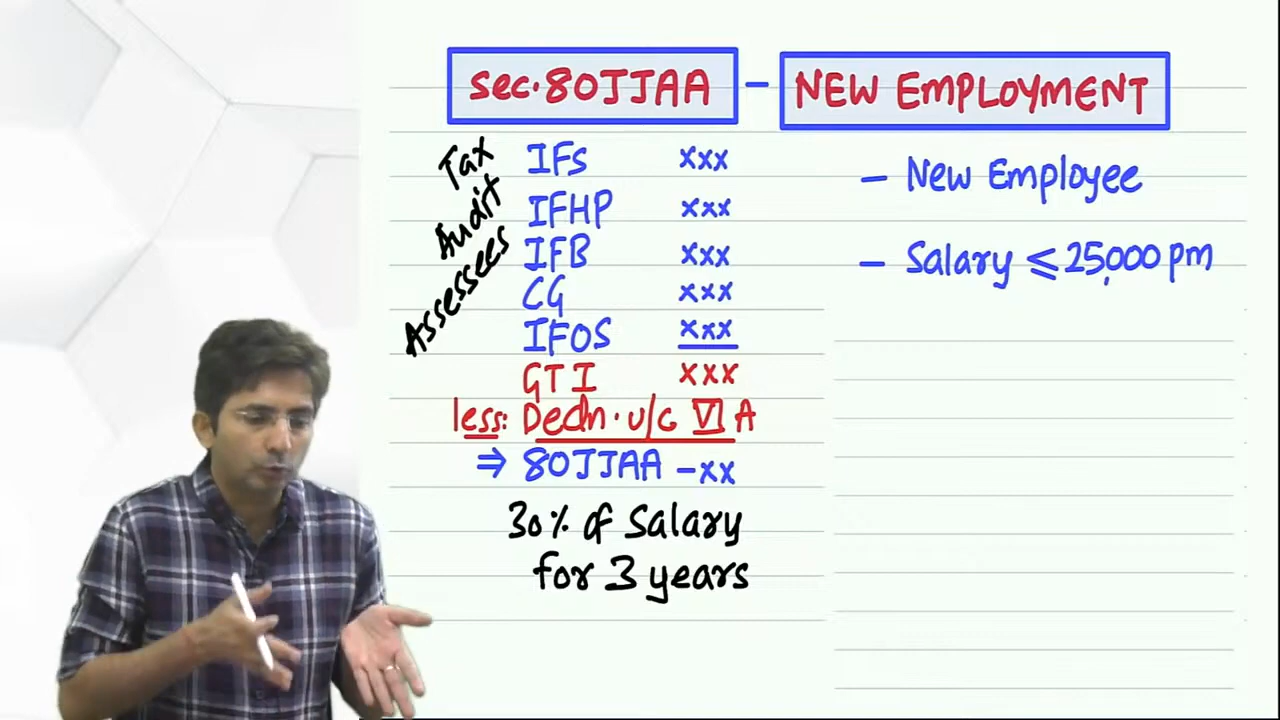 Sec. 80JJAA - NEW EMPLOYMENT
Tax Audit Assessees
IFS xxx
IFHP xxx
IFB xxx
CG xxx
IFOS xxx
GTI xxx
less: Dedn. u/c VI A
⇒ 80JJAA - xx
30% of Salary
for 3 years
- New Employee
- Salary ≤ 25,000 pm